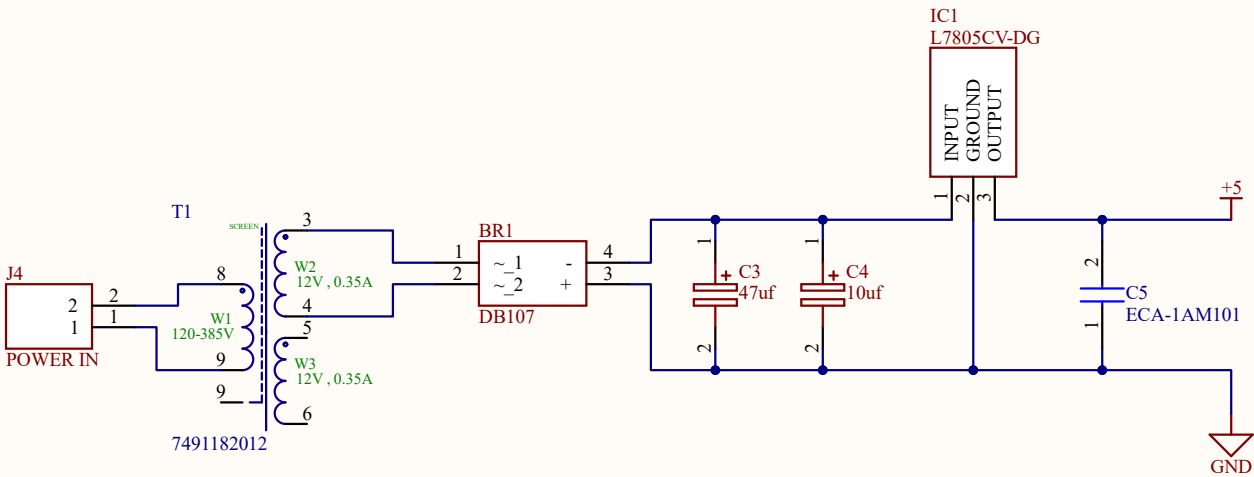 IC1
L7805CV-DG
INPUT
GROUND
OUTPUT
1
2
3
+5
T1
SCREEN
3
W2
12V , 0.35A
4
5
W3
12V , 0.35A
6
8
W1
120-385V
9
9
7491182012
J4
2
1
2
1
POWER IN
BR1
1
2
~_1
~_2
-
+
4
3
DB107
1
+
C3
47uf
2
1
+
C4
10uf
2
2
C5
ECA-1AM101
1
GND